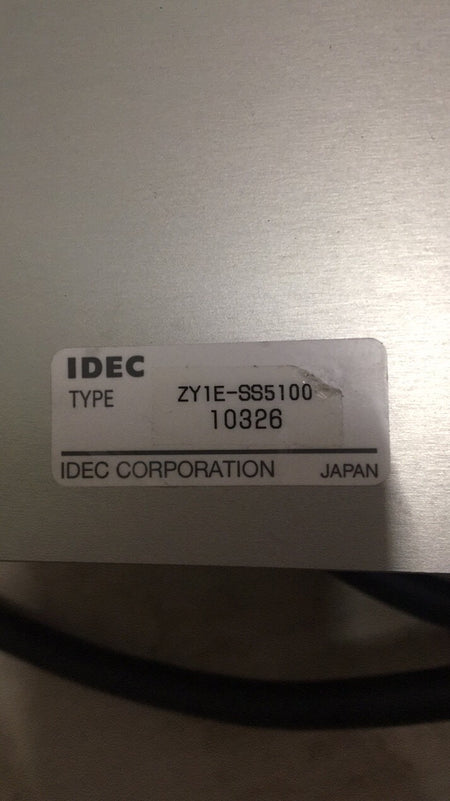 IDEC
TYPE ZY1E-SS5100
10326
IDEC CORPORATION JAPAN